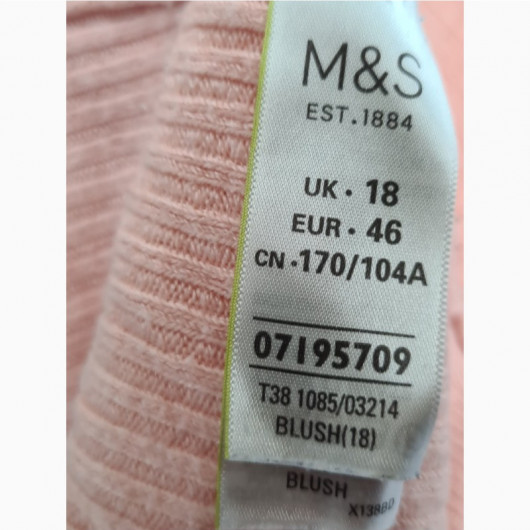 M&S
EST.1884
UK • 18
EUR • 46
CN •170/104A
07195709
T38 1085/03214
BLUSH(18)
BLUSH